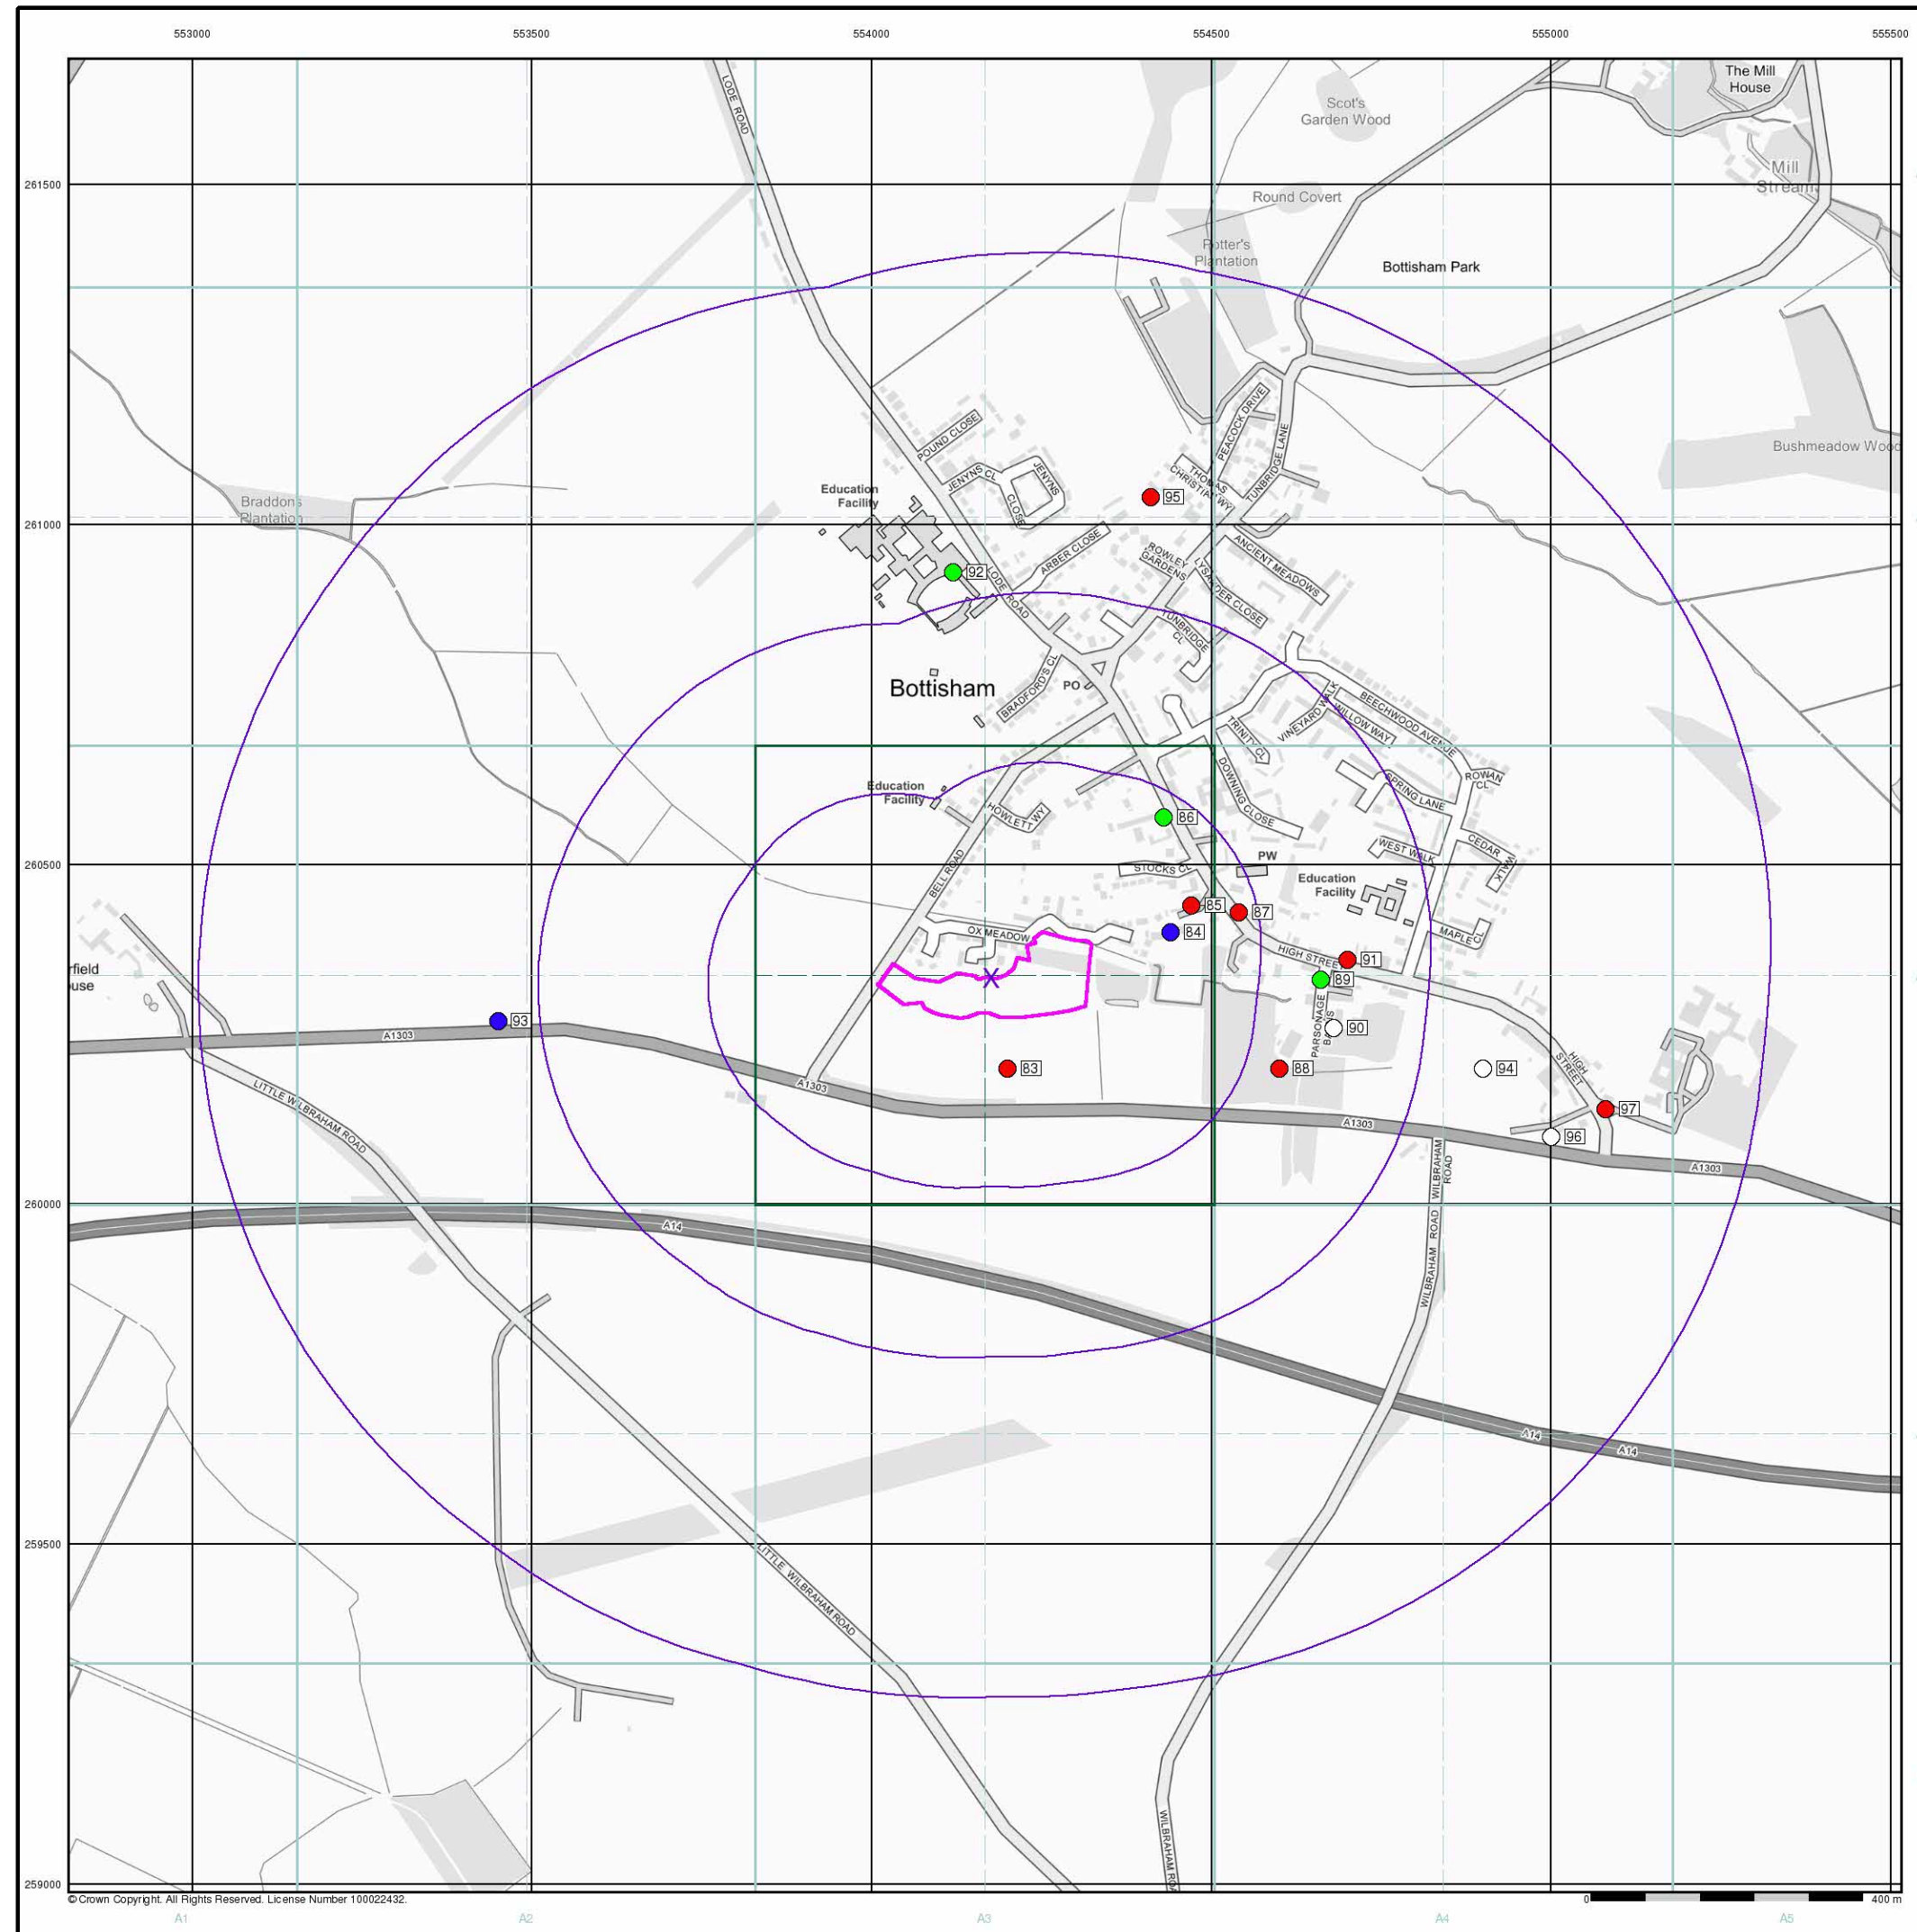 553000 553500 554000 554500 555000 555500
The Mill
House
LODE ROAD
Scot's
Garden Wood
Mill
Stream
261500
Round Covert
Potter's
Plantation
Bottisham Park
PEACOCK DRIVE
POUND CLOSE
TUNBRIDGE LANE
Bushmeadow Wood
JENYNS CL
JENYNS
CLOSE
THOMAS
CHRISTIAN WY
Education
Facility
95
Braddons
Plantation
261000
ARBER CLOSE
ROWLEY
GARDENS
ANCIENT MEADOWS
LYSANDER CLOSE
92
LODE ROAD
TUNBRIDGE
CL
BRADFORD'S CL
PO
Bottisham
VINEYARD WALK
BEECHWOOD AVENUE
WILLOW WAY
TRINITY CL
DOWNING CLOSE
SPRING LANE
ROWAN
CL
Education
Facility
HOWLETT WY
86
WEST WALK
CEDAR
WALK
PW
260500
BELL ROAD
STOCKS CL
Education
Facility
85
87
OX MEADOW
84
MAPLE CL
HIGH STREET
91
rfield
ouse
X
89
PARSONAGE
BARNS
93
90
A1303
83
88
94
HIGH
STREET
LITTLE WILBRAHAM ROAD
A1303
97
A1303
96
A1303
WILBRAHAM
ROAD
260000
A14
WILBRAHAM ROAD
A14
A14
259500
LITTLE WILBRAHAM ROAD
WILBRAHAM ROA
259000
©Crown Copyright. All Rights Reserved. License Number 100022432.
0 400 m
A1 A2 A3 A4 A5